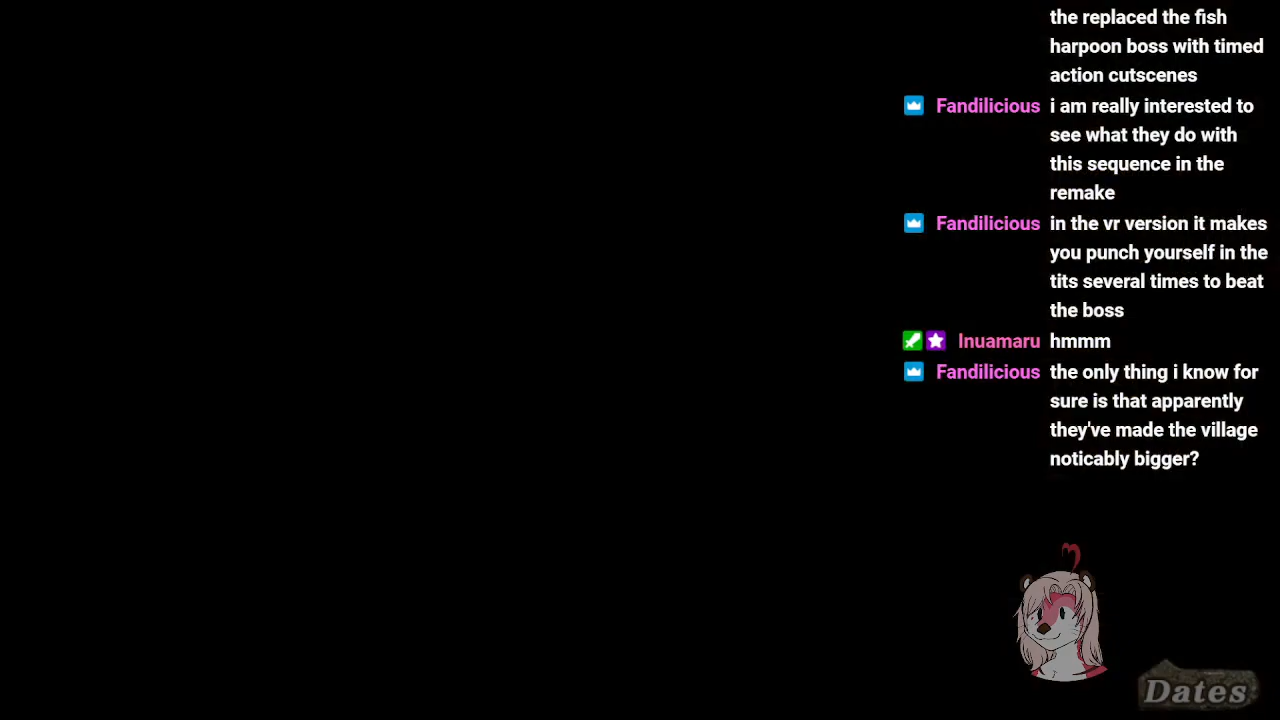 the replaced the fish
harpoon boss with timed
action cutscenes
Fandilicious i am really interested to
see what they do with
this sequence in the
remake
Fandilicious in the vr version it makes
you punch yourself in the
tits several times to beat
the boss
Inuamaru hmmm
Fandilicious the only thing i know for
sure is that apparently
they've made the village
noticably bigger?
Dates